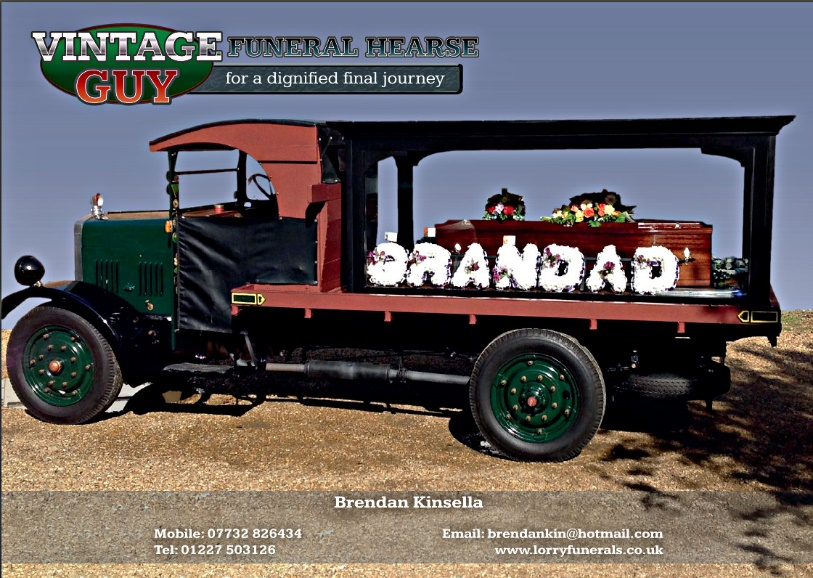 VINTAGE
GUY
FUNERAL HEARSE
for a dignified final journey
GRANDAD
Brendan Kinsella
Mobile: 07732 826434
Email: brendankin@hotmail.com
Tel: 01227 503126
www.lorryfunerals.co.uk